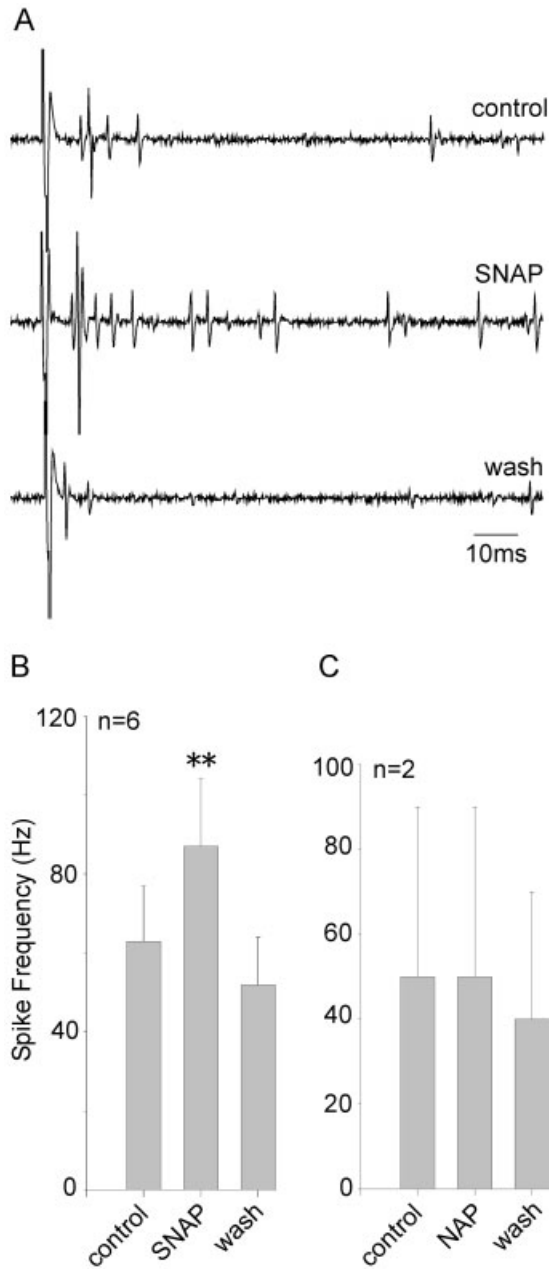 A
control
SNAP
wash
10ms
B
n=6
**
120
80
40
0
Spike Frequency (Hz)
control
SNAP
wash
C
n=2
100
80
60
40
20
0
control
NAP
wash